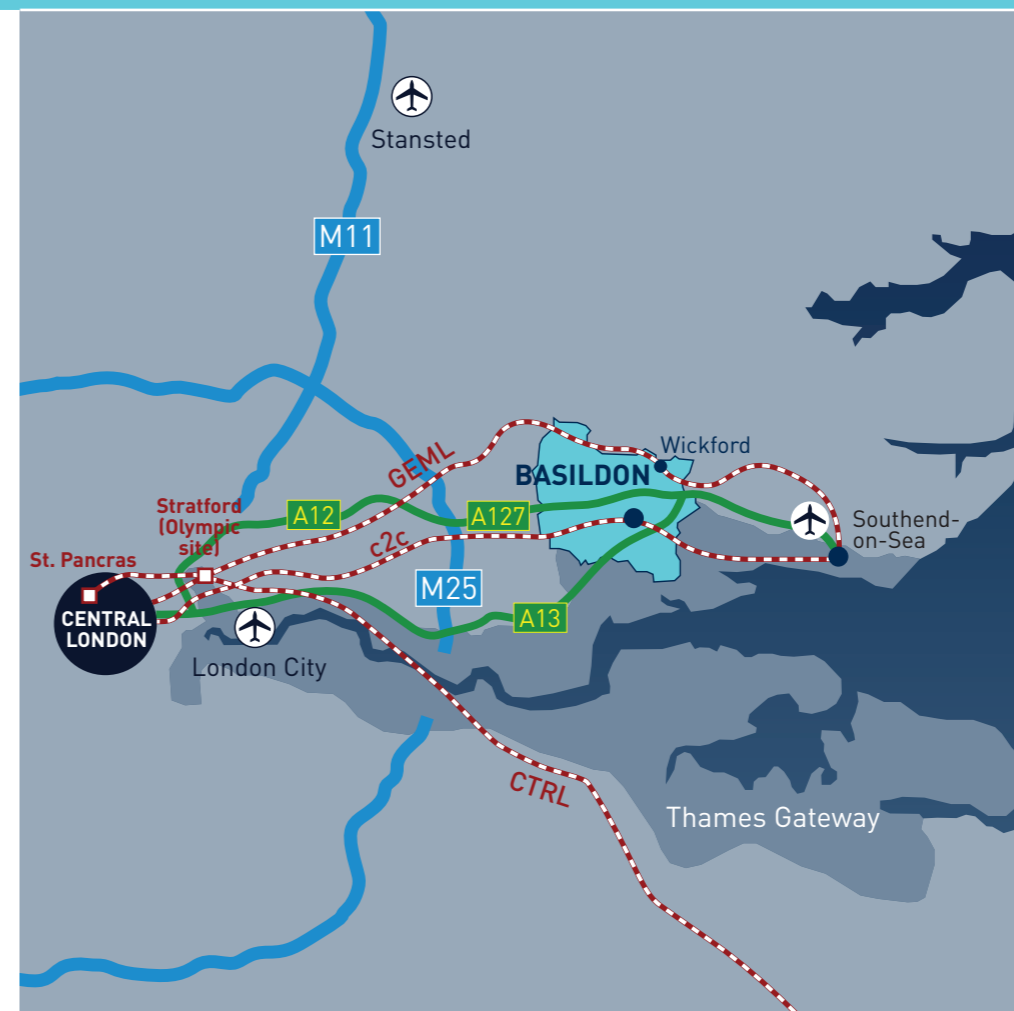 Stansted
M11
Wickford
BASILDON
GEML
Stratford
(Olympic
site)
A12
A127
Southend-
on-Sea
c2c
St. Pancras
M25
CENTRAL
LONDON
A13
London City
CTRL
Thames Gateway